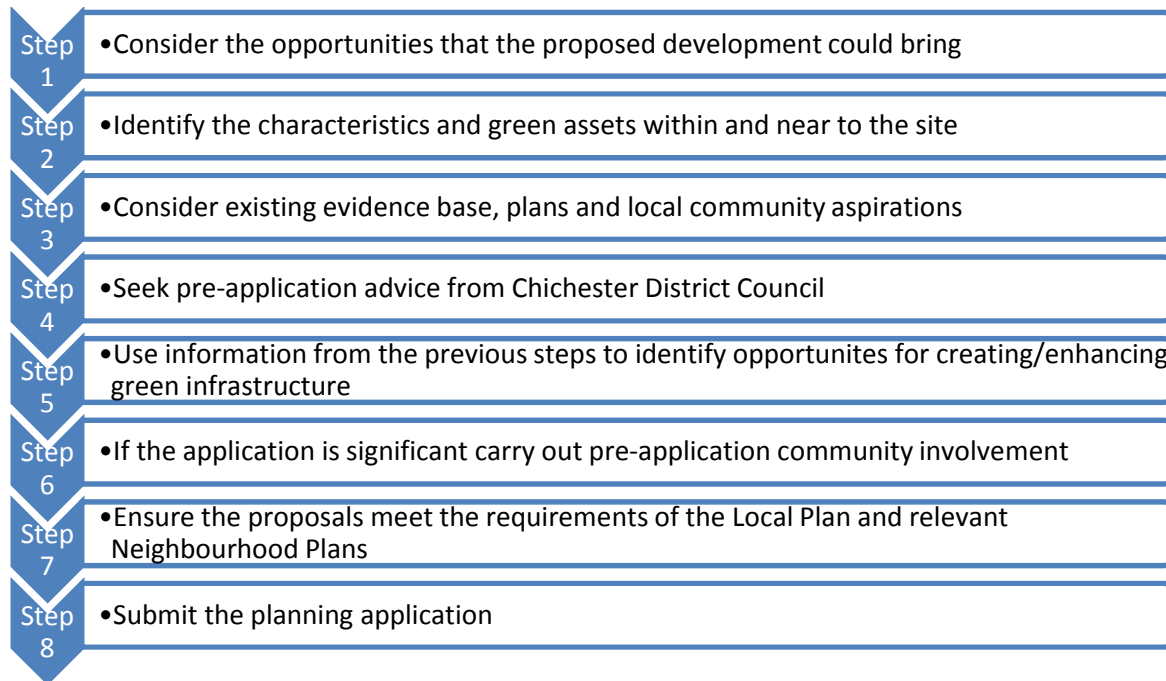 Step
1
•Consider the opportunities that the proposed development could bring
Step
2
•Identify the characteristics and green assets within and near to the site
Step
3
•Consider existing evidence base, plans and local community aspirations
Step
4
•Seek pre-application advice from Chichester District Council
Step
5
•Use information from the previous steps to identify opportunites for creating/enhancing
green infrastructure
Step
6
•If the application is significant carry out pre-application community involvement
Step
7
•Ensure the proposals meet the requirements of the Local Plan and relevant
Neighbourhood Plans
Step
8
•Submit the planning application